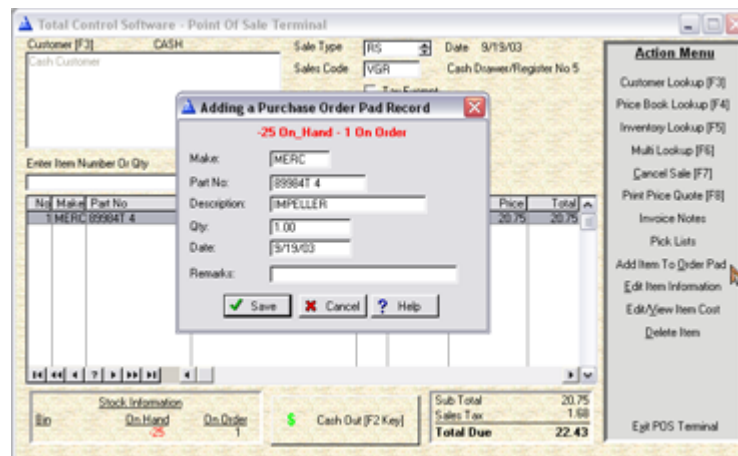 Total Control Software - Point Of Sale Terminal
Customer [F3] CASH
Cash Customer
Sale Type RS
Date 9/19/03
Sales Code VGR
Cash Drawer/Register No 5
Tax Exempt
Enter Item Number Or Qty
No Make Part No Price Total
1 MERC 89984T 4 20.75 20.75
Adding a Purchase Order Pad Record
-25 On_Hand - 1 On Order
Make: MERC
Part No: 89984T 4
Description: IMPELLER
Qty: 1.00
Date: 9/19/03
Remarks:
Save Cancel ? Help
Stock Information
Bin On Hand On Order
-25 1
$ Cash Out [F2 Key]
Sub Total 20.75
Sales Tax 1.68
Total Due 22.43
Action Menu
Customer Lookup [F3]
Price Book Lookup [F4]
Inventory Lookup [F5]
Multi Lookup [F6]
Cancel Sale [F7]
Print Price Quote [F8]
Invoice Notes
Pick Lists
Add Item To Order Pad
Edit Item Information
Edit/View Item Cost
Delete Item
Exit POS Terminal